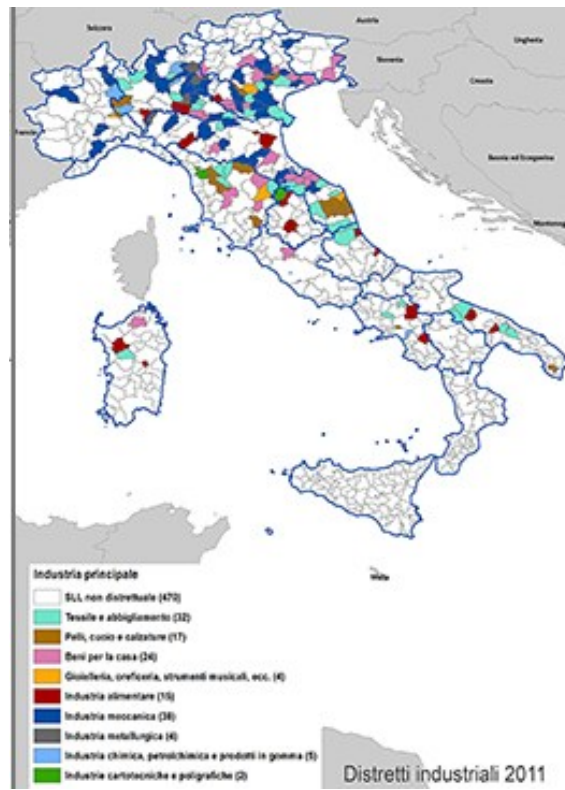 Svizzera
Austria
Ungheria
Slovenia
Croazia
Francia
Bosnia ed Erzegovina
Montenegro
Malta
Industria principale
SLL non distrettuale (470)
Tessile e abbigliamento (32)
Pelli, cuoio e calzature (17)
Beni per la casa (24)
Gioielleria, oreficeria, strumenti musicali, ecc. (4)
Industria alimentare (15)
Industria meccanica (38)
Industria metallurgica (4)
Industria chimica, petrolchimica e prodotti in gomma (5)
Industrie cartotecniche e poligrafiche (2)
Distretti industriali 2011